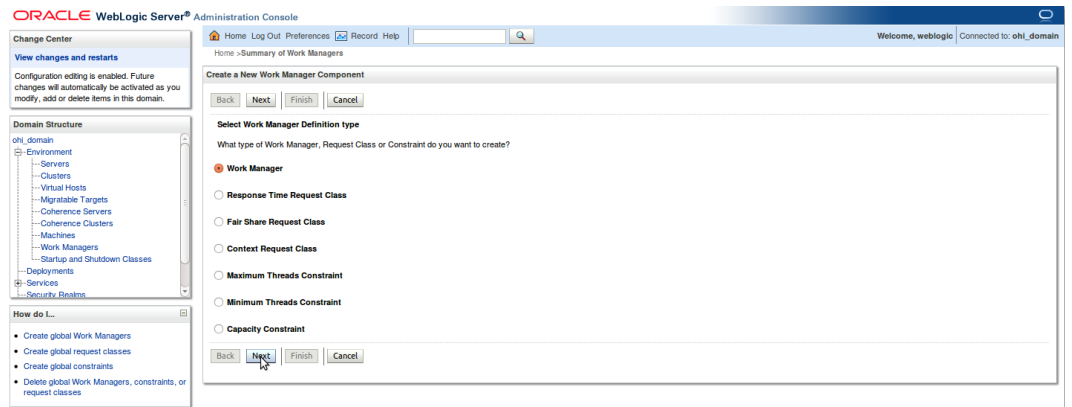 ORACLE WebLogic Server® Administration Console
Change Center
View changes and restarts
Configuration editing is enabled. Future
changes will automatically be activated as you
modify, add or delete items in this domain.
Domain Structure
ohi_domain
Environment
Servers
Clusters
Virtual Hosts
Migratable Targets
Coherence Servers
Coherence Clusters
Machines
Work Managers
Startup and Shutdown Classes
Deployments
Services
Security Realms
How do I...
Create global Work Managers
Create global request classes
Create global constraints
Delete global Work Managers, constraints, or
request classes
Home Log Out Preferences Record Help
Welcome, weblogic Connected to: ohi_domain
Home >Summary of Work Managers
Create a New Work Manager Component
Back Next Finish Cancel
Select Work Manager Definition type
What type of Work Manager, Request Class or Constraint do you want to create?
Work Manager
Response Time Request Class
Fair Share Request Class
Context Request Class
Maximum Threads Constraint
Minimum Threads Constraint
Capacity Constraint
Back Next Finish Cancel